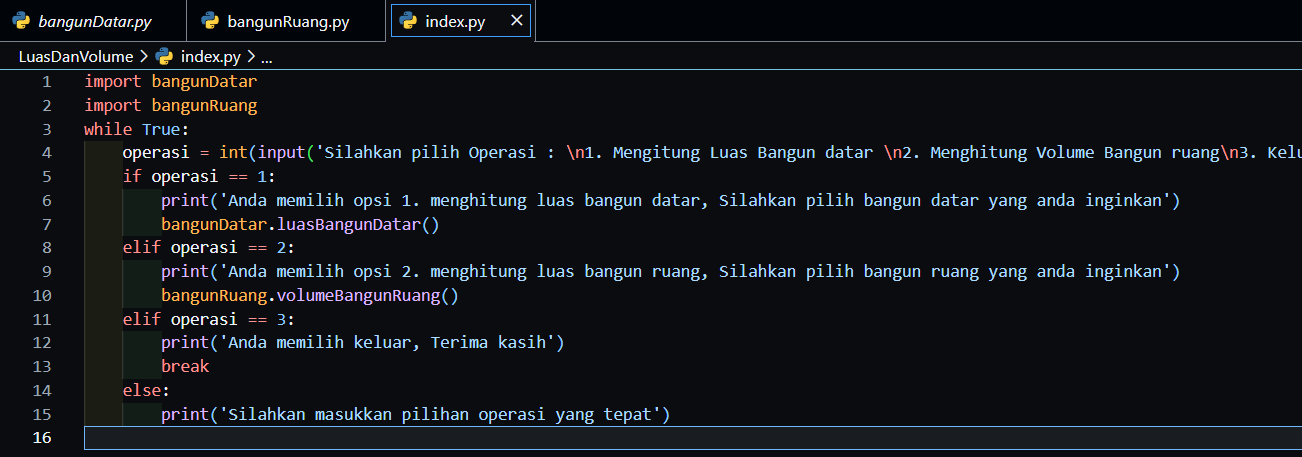 bangunDatar.py bangunRuang.py index.py ×
LuasDanVolume > index.py > ...
1 import bangunDatar
2 import bangunRuang
3 while True:
4 operasi = int(input('Silahkan pilih Operasi : \n1. Mengitung Luas Bangun datar \n2. Menghitung Volume Bangun ruang\n3. Kelu
5 if operasi == 1:
6 print('Anda memilih opsi 1. menghitung luas bangun datar, Silahkan pilih bangun datar yang anda inginkan')
7 bangunDatar.luasBangunDatar()
8 elif operasi == 2:
9 print('Anda memilih opsi 2. menghitung luas bangun ruang, Silahkan pilih bangun ruang yang anda inginkan')
10 bangunRuang.volumeBangunRuang()
11 elif operasi == 3:
12 print('Anda memilih keluar, Terima kasih')
13 break
14 else:
15 print('Silahkan masukkan pilihan operasi yang tepat')
16